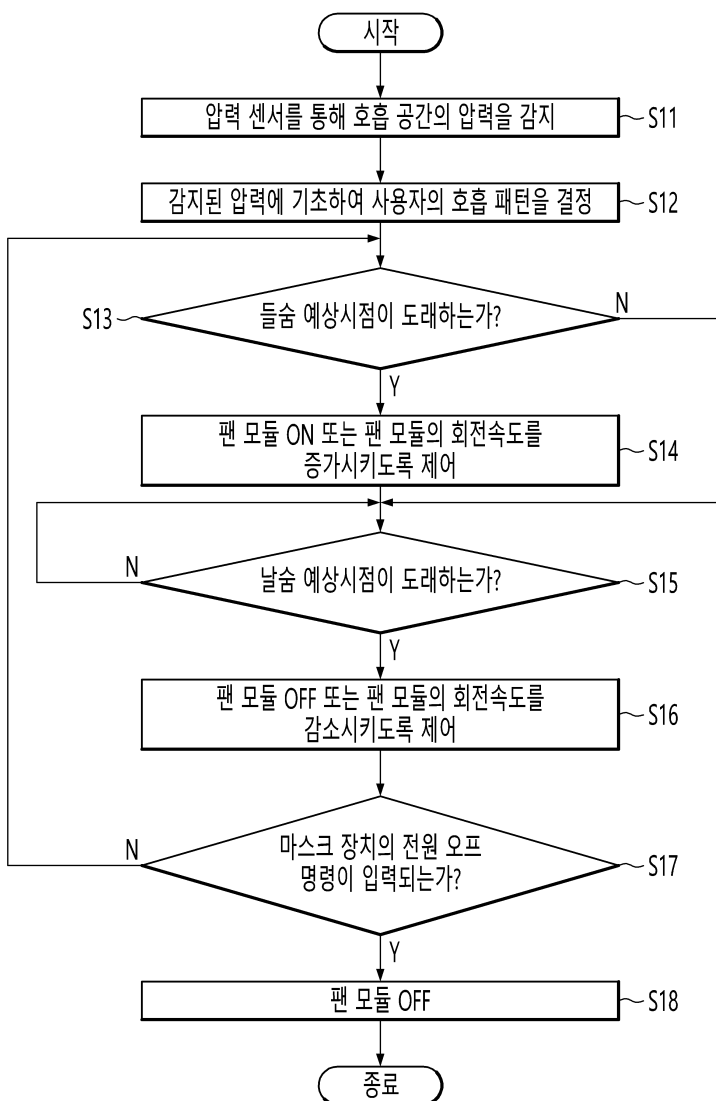 시작
압력 센서를 통해 호흡 공간의 압력을 감지
S11
감지된 압력에 기초하여 사용자의 호흡 패턴을 결정
S12
S13
들숨 예상시점이 도래하는가?
N
Y
팬 모듈 ON 또는 팬 모듈의 회전속도를
증가시키도록 제어
S14
N
날숨 예상시점이 도래하는가?
S15
Y
팬 모듈 OFF 또는 팬 모듈의 회전속도를
감소시키도록 제어
S16
N
마스크 장치의 전원 오프
명령이 입력되는가?
S17
Y
팬 모듈 OFF
S18
종료